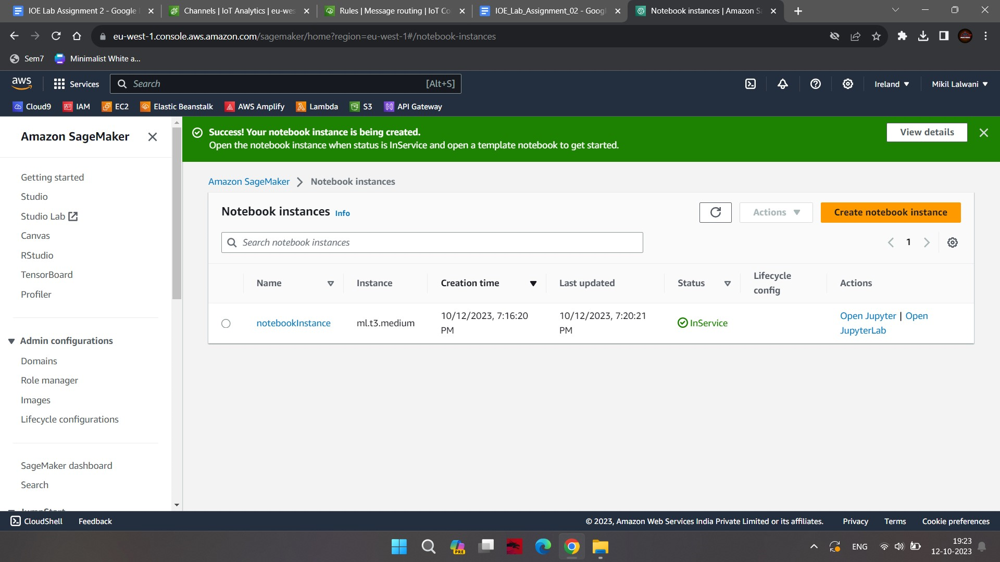 IOE Lab Assignment 2 - Google
Channels | IoT Analytics | eu-wes
Rules | Message routing | IoT Co
IOE_Lab_Assignment_02 - Googl
Notebook instances | Amazon S
eu-west-1.console.aws.amazon.com/sagemaker/home?region=eu-west-1#/notebook-instances
Sem7
Minimalist White a...
aws
Services
Search
[Alt+S]
Ireland
Mikil Lalwani
Cloud9
IAM
EC2
Elastic Beanstalk
AWS Amplify
Lambda
S3
API Gateway
Amazon SageMaker
Getting started
Studio
Studio Lab
Canvas
RStudio
TensorBoard
Profiler
Admin configurations
Domains
Role manager
Images
Lifecycle configurations
SageMaker dashboard
Search
JumpStart
Success! Your notebook instance is being created.
Open the notebook instance when status is InService and open a template notebook to get started.
View details
Amazon SageMaker
Notebook instances
Notebook instances Info
Actions
Create notebook instance
Search notebook instances
1
Name
Instance
Creation time
Last updated
Status
Lifecycle
config
Actions
notebookInstance
ml.t3.medium
10/12/2023, 7:16:20
PM
10/12/2023, 7:20:21
PM
InService
Open Jupyter | Open
JupyterLab
CloudShell
Feedback
© 2023, Amazon Web Services India Private Limited or its affiliates.
Privacy
Terms
Cookie preferences
PRE
ENG
19:23
12-10-2023